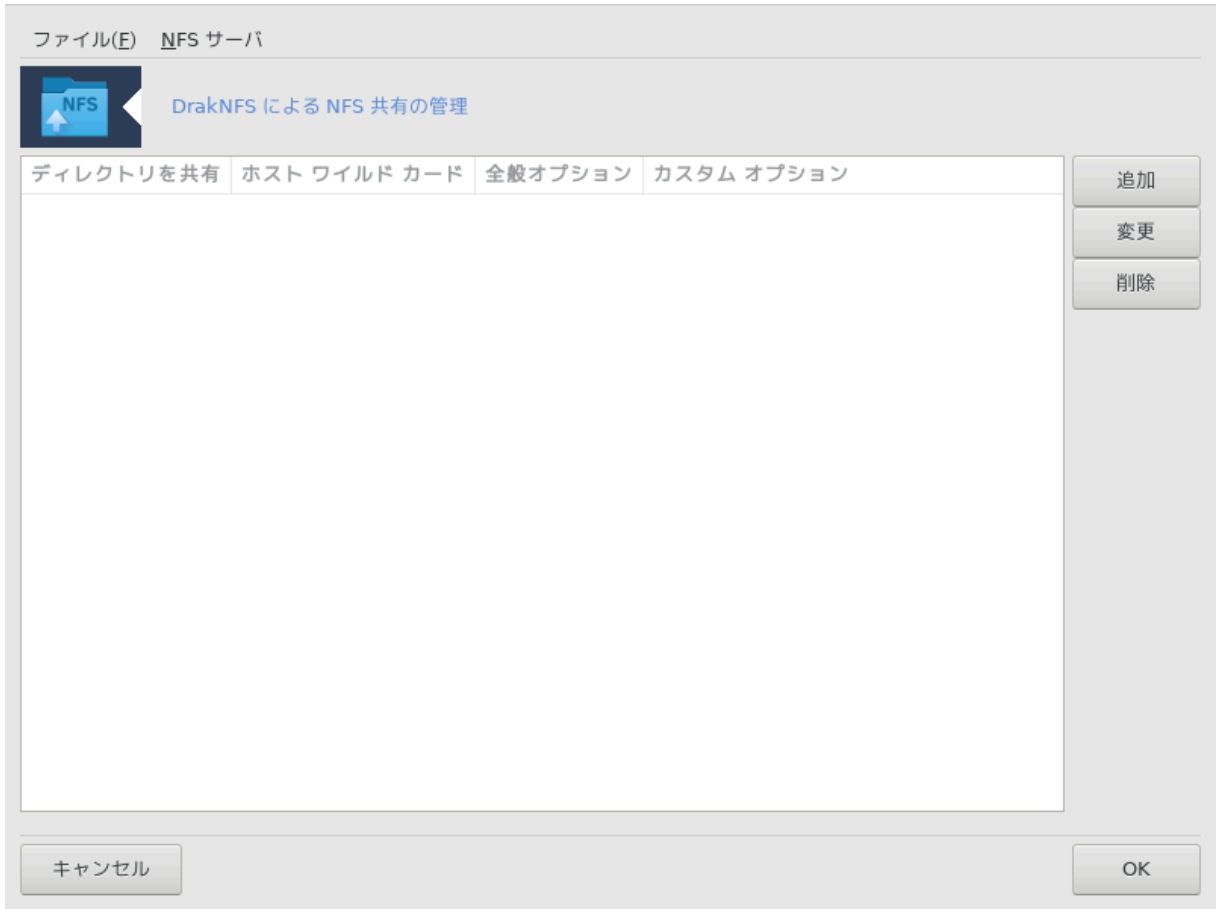 ファイル(F) NFS サーバ
NFS
DrakNFS による NFS 共有の管理
ディレクトリを共有 ホスト ワイルド カード 全般オプション カスタム オプション
追加
変更
削除
キャンセル OK